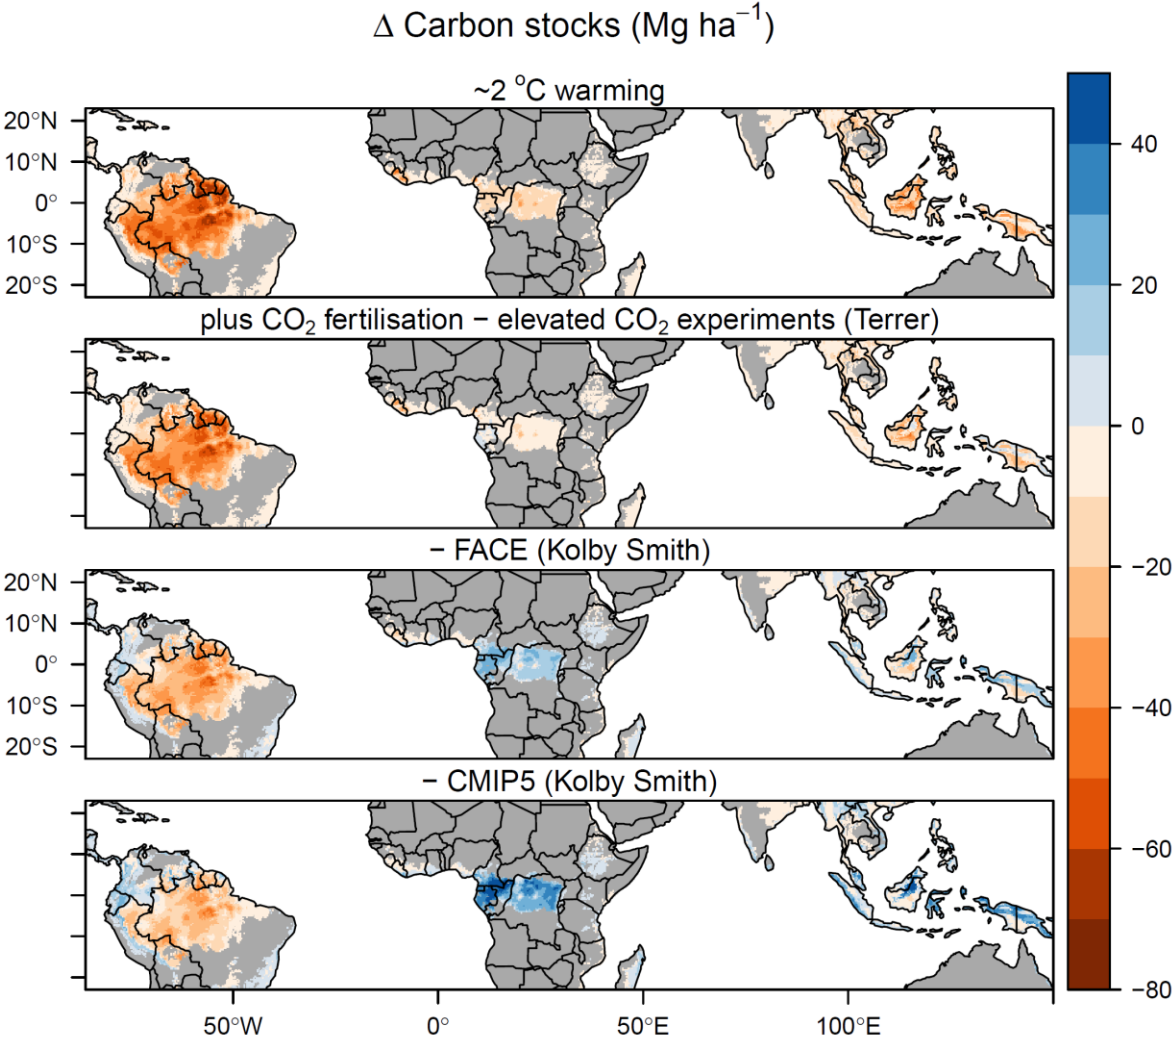 Δ Carbon stocks (Mg ha⁻¹)
~2 °C warming
20°N
10°N
0°
10°S
20°S
plus CO₂ fertilisation − elevated CO₂ experiments (Terrer)
− FACE (Kolby Smith)
20°N
10°N
0°
10°S
20°S
− CMIP5 (Kolby Smith)
50°W 0° 50°E 100°E
40
20
0
−20
−40
−60
−80